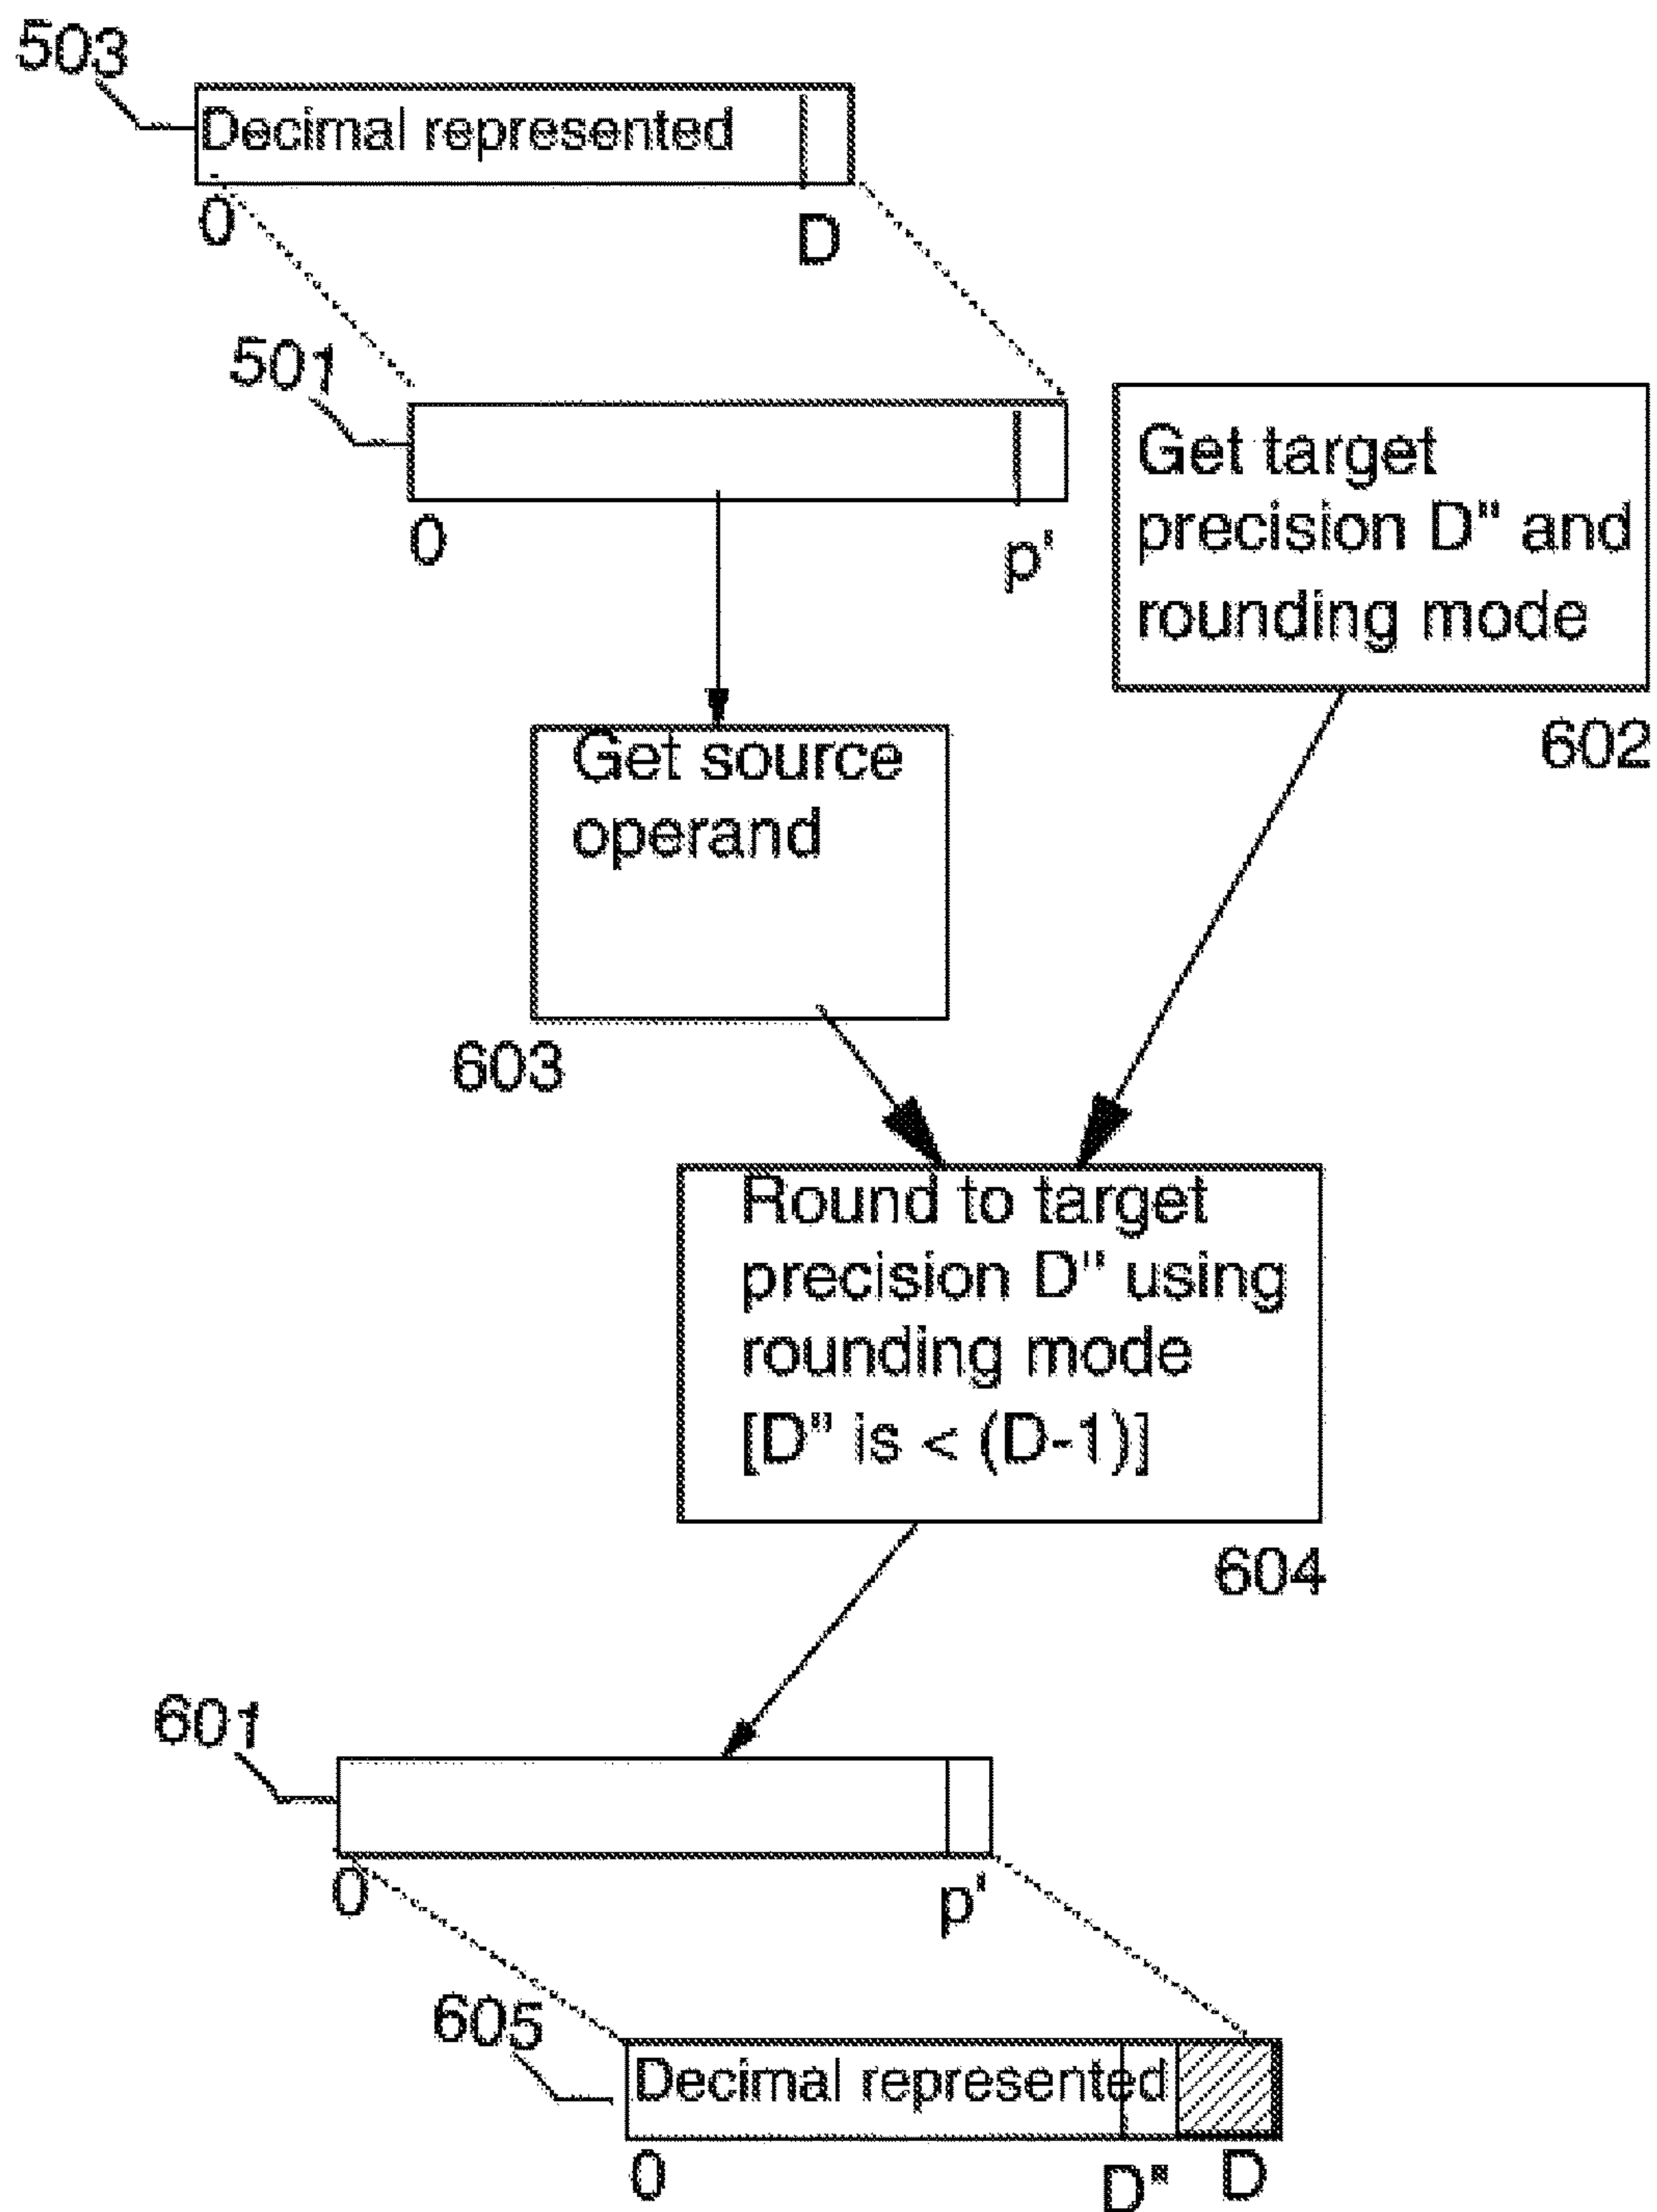 503
Decimal represented
0
D
501
0
p'
Get target
precision D" and
rounding mode
602
Get source
operand
603
Round to target
precision D" using
rounding mode
[D" is < (D-1)]
604
601
0
p'
605
Decimal represented
0
D"
D